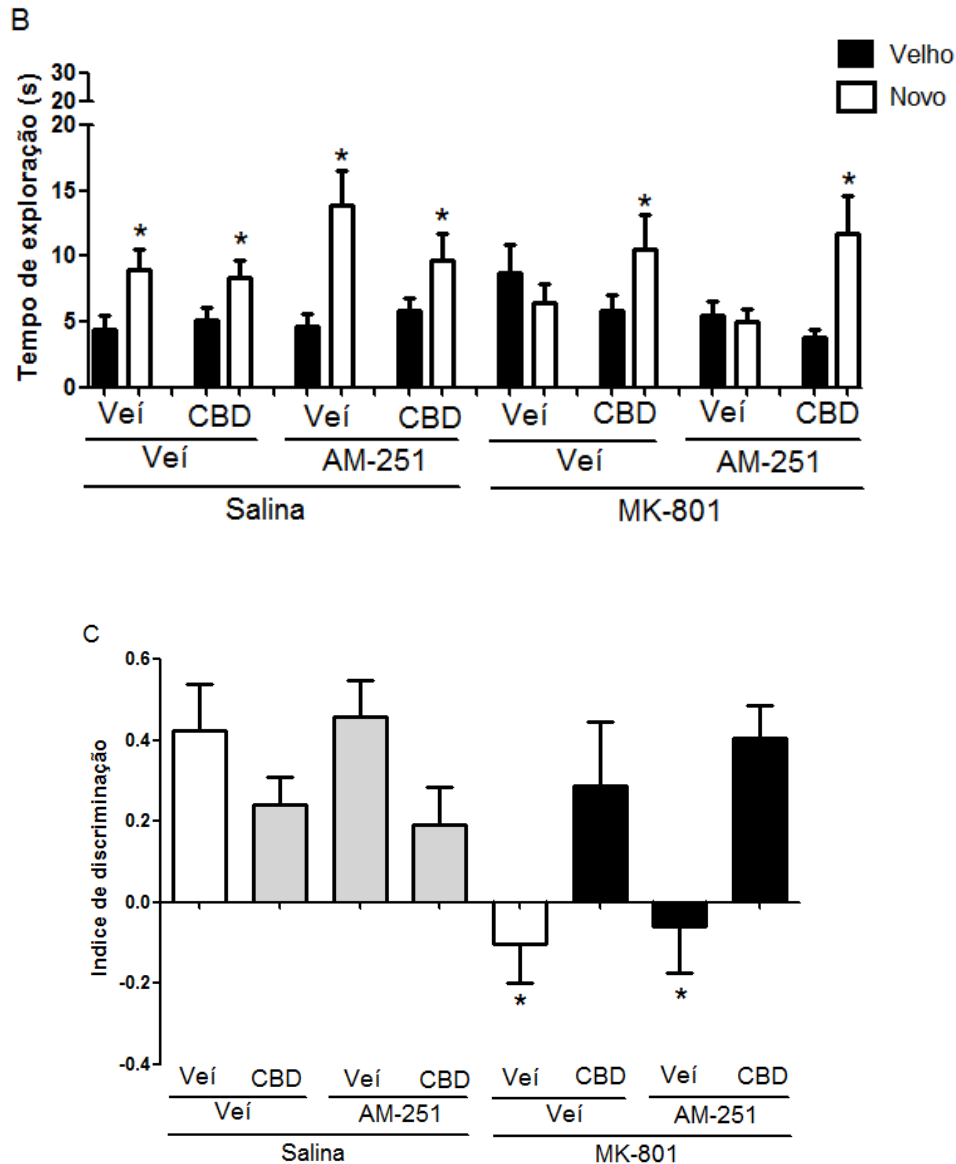 B
Velho
Novo
Tempo de exploração (s)
30
20
20
15
10
5
0
* * * * * *
Veí CBD Veí CBD Veí CBD Veí CBD
Veí AM-251 Veí AM-251
Salina MK-801
C
Indice de discriminação
0.6
0.4
0.2
0.0
-0.2
-0.4
* *
Veí CBD Veí CBD Veí CBD Veí CBD
Veí AM-251 Veí AM-251
Salina MK-801